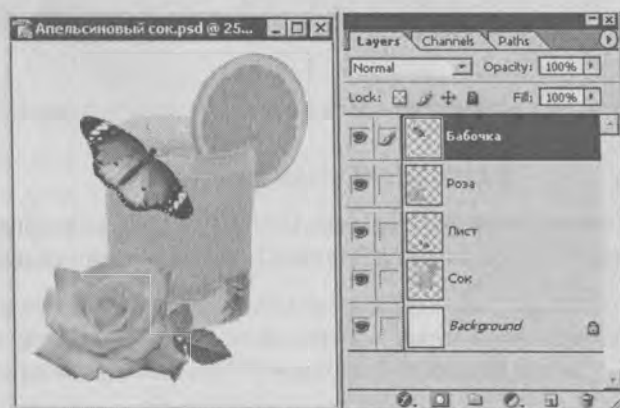 Апельсиновый сок.psd @ 25...
Layers Channels Paths
Normal Opacity: 100%
Lock: Fill: 100%
Бабочка
Роза
Лист
Сок
Background